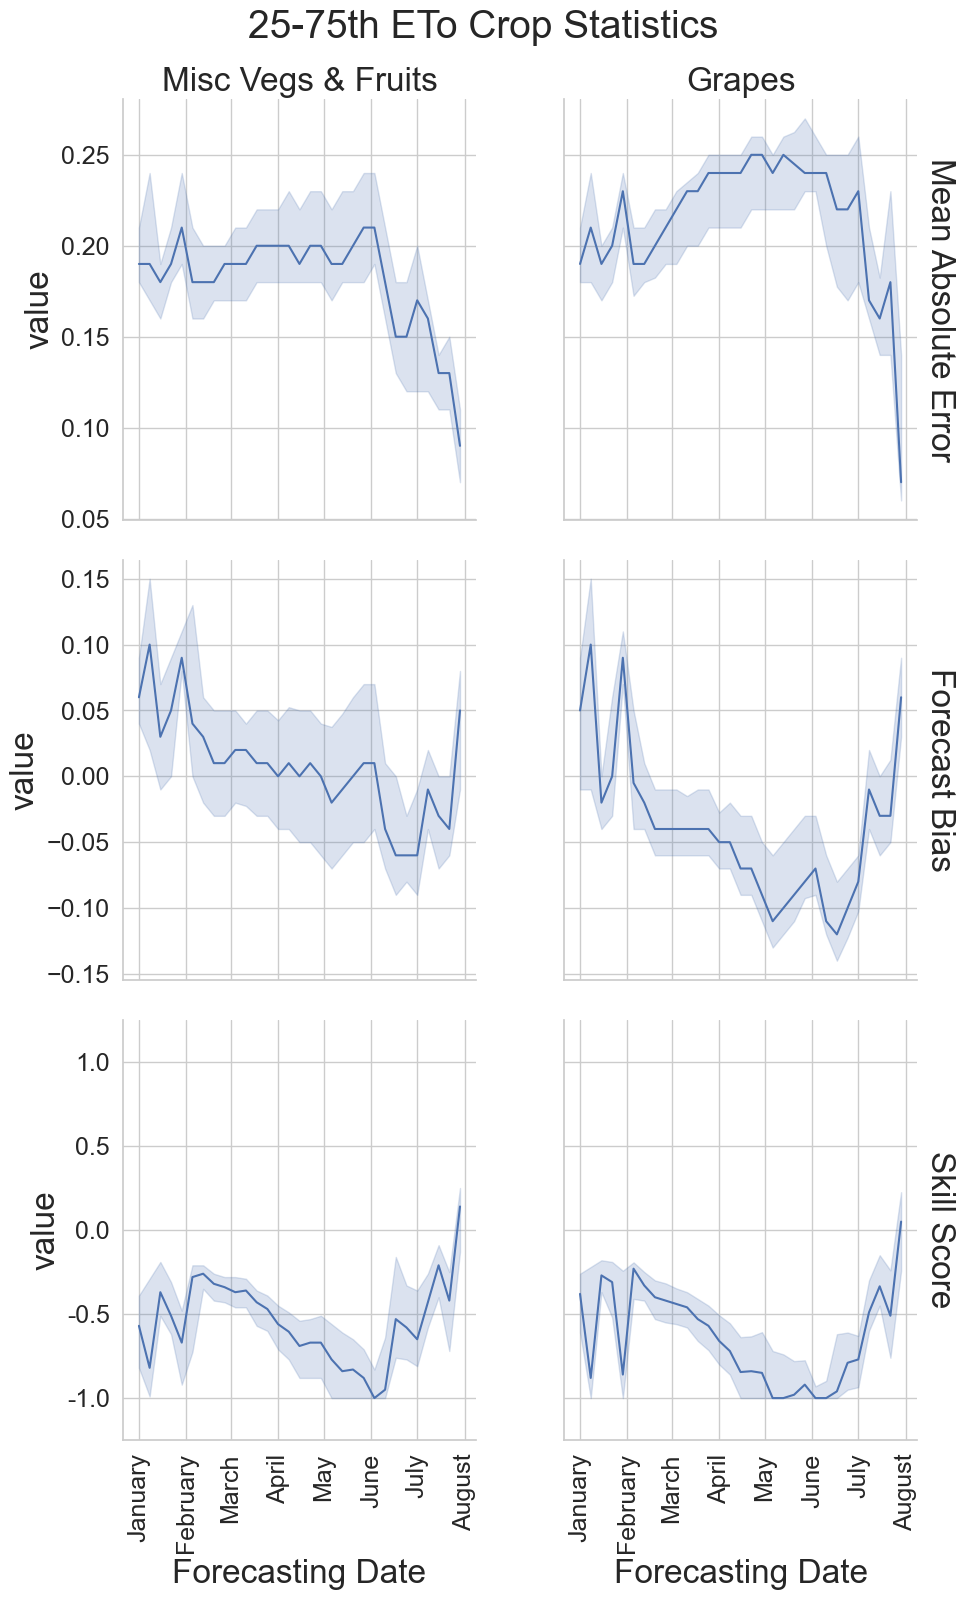 25-75th ETo Crop Statistics
Misc Vegs & Fruits
Grapes
0.25
0.20
0.15
0.10
0.05
value
Mean Absolute Error
0.15
0.10
0.05
0.00
−0.05
−0.10
−0.15
value
Forecast Bias
1.0
0.5
0.0
-0.5
-1.0
value
Skill Score
January
February
March
April
May
June
July
August
Forecasting Date
January
February
March
April
May
June
July
August
Forecasting Date